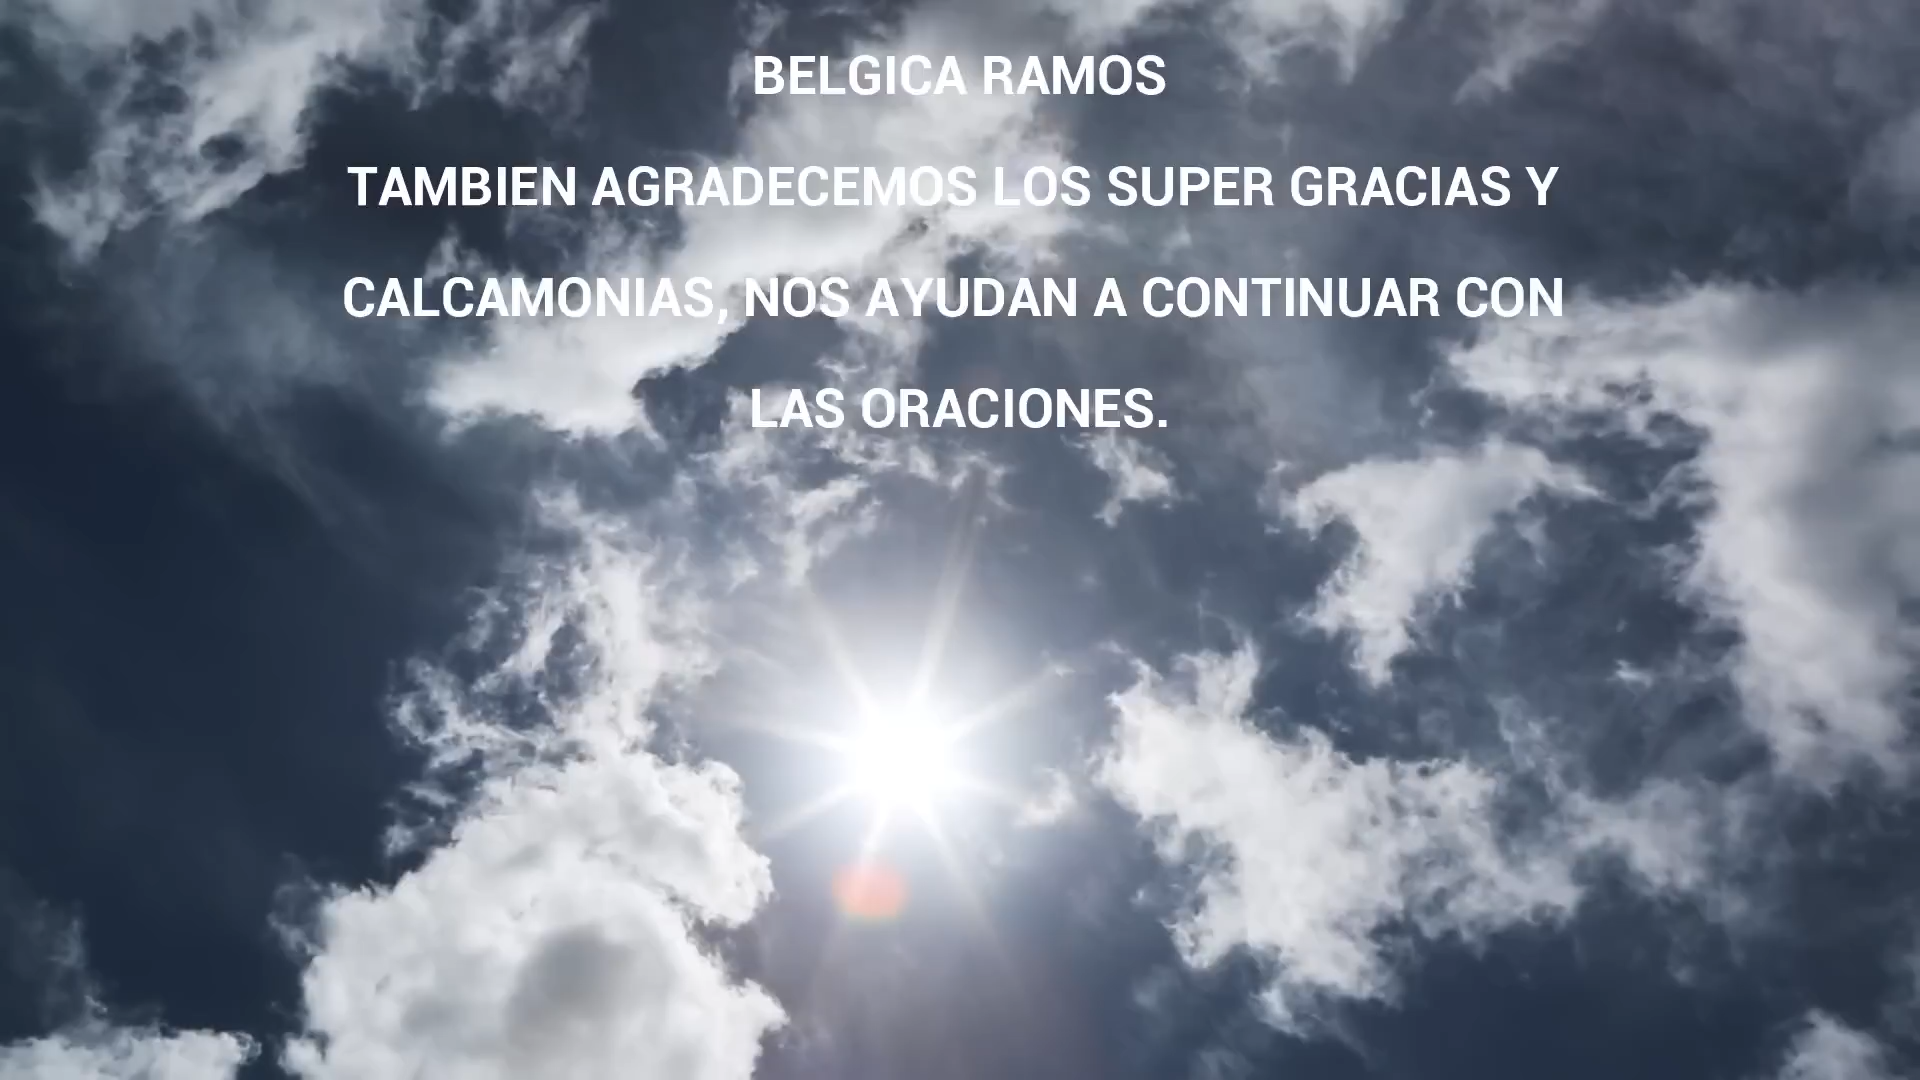 BELGICA RAMOS
TAMBIEN AGRADECEMOS LOS SUPER GRACIAS Y
CALCAMONIAS, NOS AYUDAN A CONTINUAR CON
LAS ORACIONES.